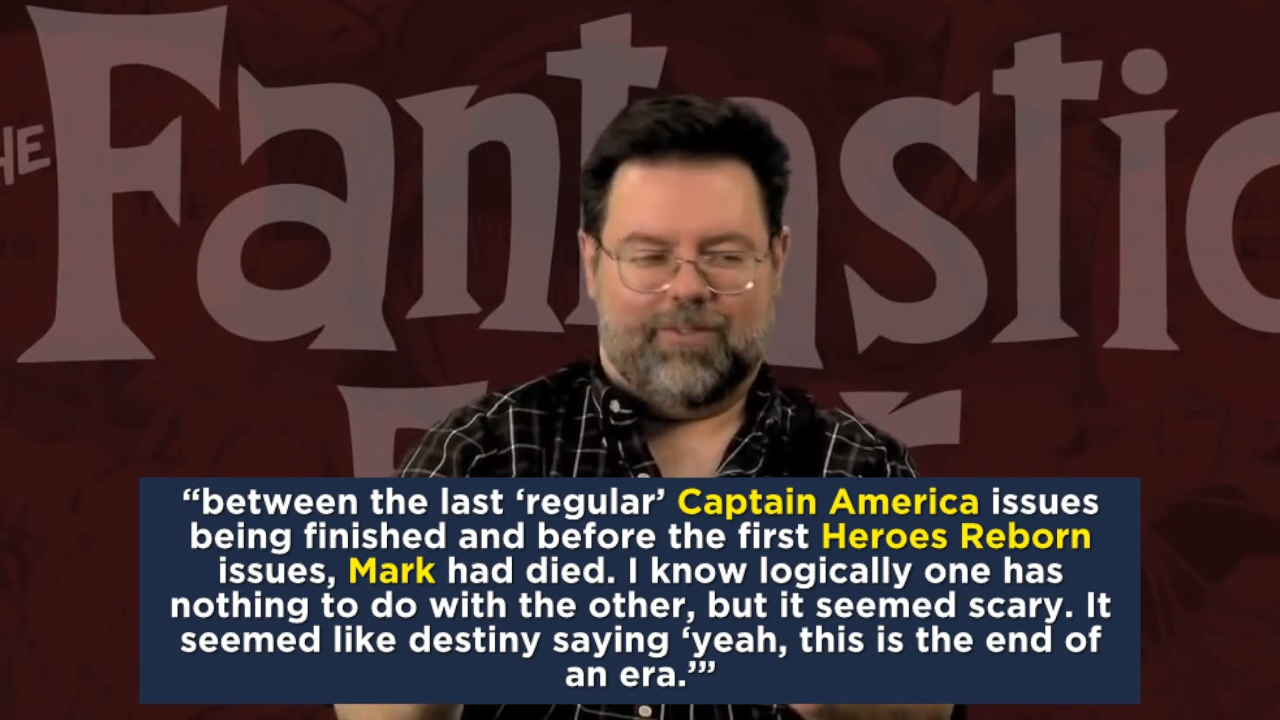 THE
Fantastic
“between the last ‘regular’ Captain America issues
being finished and before the first Heroes Reborn
issues, Mark had died. I know logically one has
nothing to do with the other, but it seemed scary. It
seemed like destiny saying ‘yeah, this is the end of
an era.’”